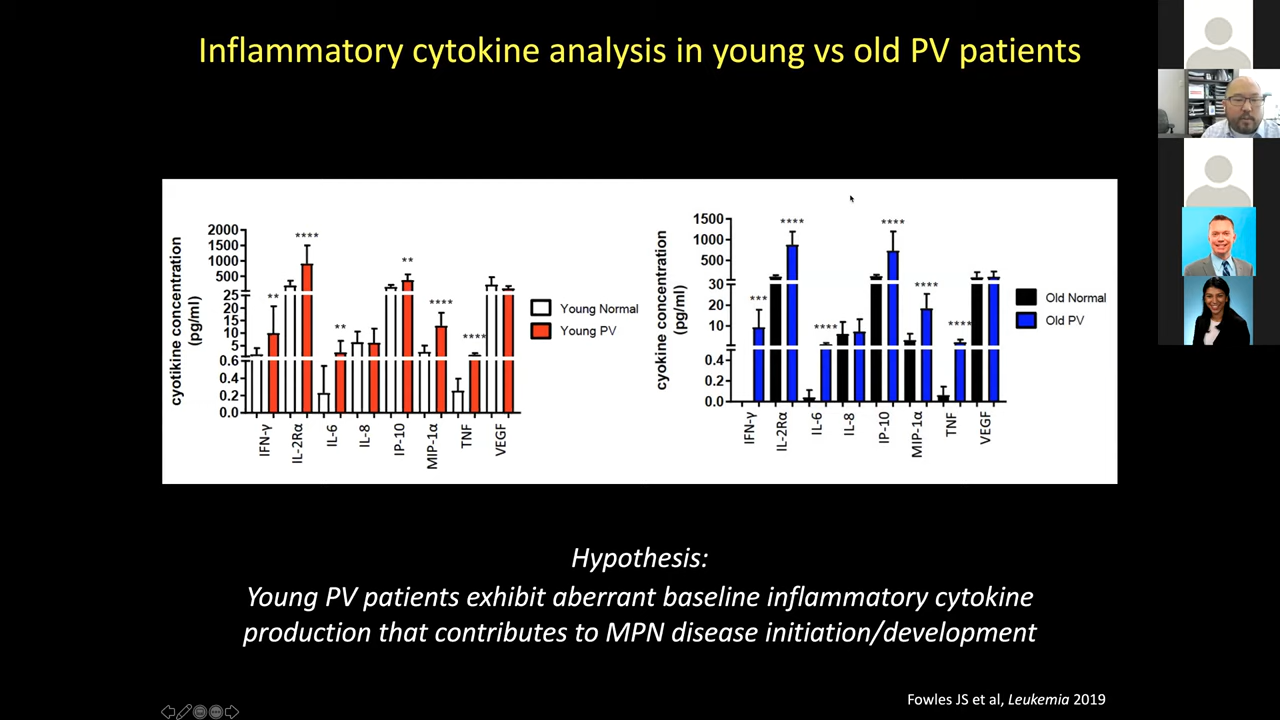 Inflammatory cytokine analysis in young vs old PV patients
cyotikine concentration
(pg/ml)
2000
1500
1000
500
25
20
15
10
5
0.6
0.4
0.2
0.0
**
****
**
**
****
****
IFN-γ
IL-2Rα
IL-6
IL-8
IP-10
MIP-1α
TNF
VEGF
Young Normal
Young PV
cyokine concentration
(pg/ml)
1500
1000
500
30
20
10
0.4
0.2
0.0
***
****
****
****
****
****
IFN-γ
IL-2Rα
IL-6
IL-8
IP-10
MIP-1α
TNF
VEGF
Old Normal
Old PV
Hypothesis:
Young PV patients exhibit aberrant baseline inflammatory cytokine
production that contributes to MPN disease initiation/development
Fowles JS et al, Leukemia 2019